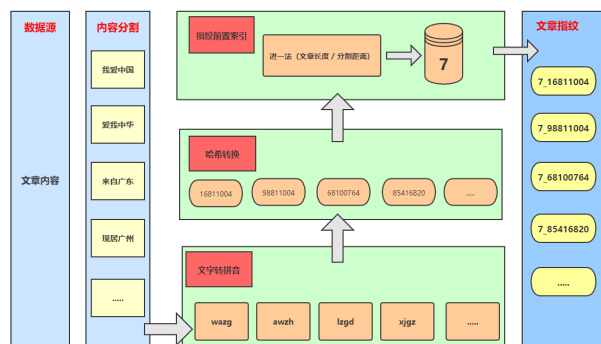 数据源
文章内容
内容分割
我爱中国
爱我中华
来自广东
现居广州
.....
文字转拼音
wazg
awzh
lzgd
xjgz
.....
哈希转换
16811004
98811004
68100764
85416820
.....
指纹前置索引
进一法（文章长度 / 分割距离）
7
文章指纹
7_16811004
7_98811004
7_68100764
7_85416820
.....